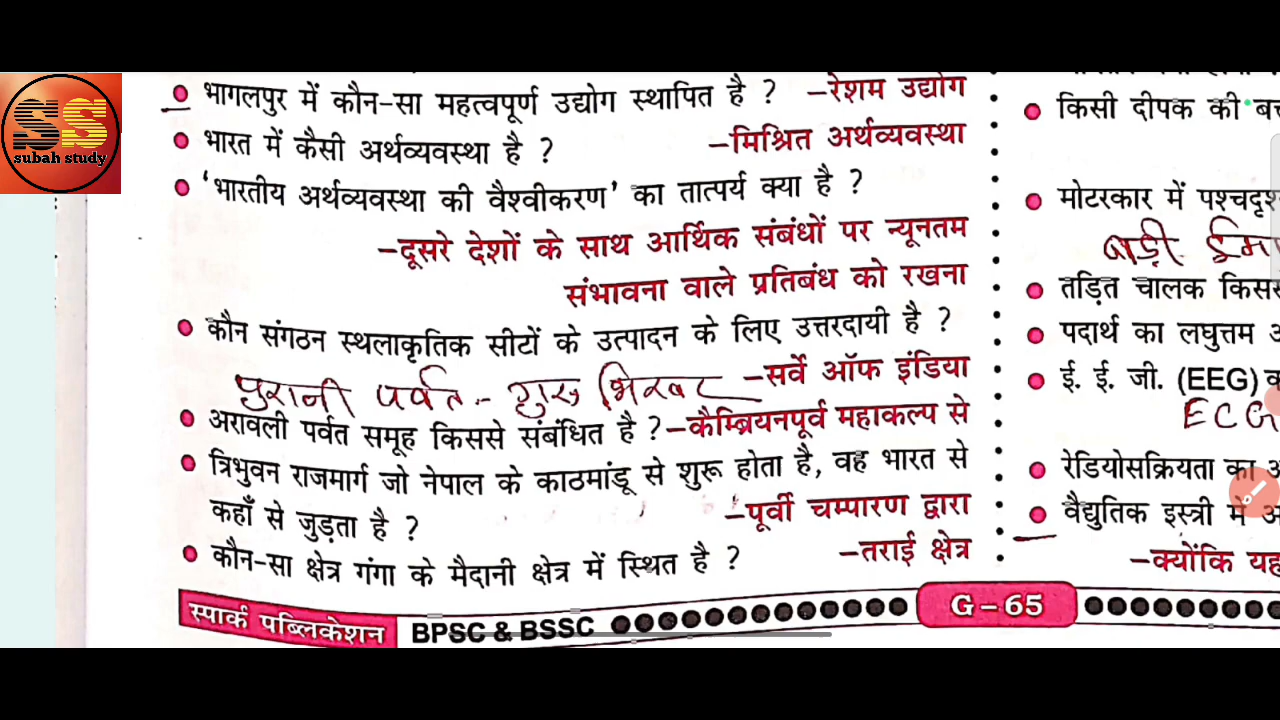 SS
subah study
• भागलपुर में कौन-सा महत्वपूर्ण उद्योग स्थापित है ? –रेशम उद्योग
• भारत में कैसी अर्थव्यवस्था है ? –मिश्रित अर्थव्यवस्था
• 'भारतीय अर्थव्यवस्था की वैश्वीकरण' का तात्पर्य क्या है ?
–दूसरे देशों के साथ आर्थिक संबंधों पर न्यूनतम
संभावना वाले प्रतिबंध को रखना
• कौन संगठन स्थलाकृतिक सीटों के उत्पादन के लिए उत्तरदायी है ?
–सर्वे ऑफ इंडिया
पुरानी पर्वत - गुरु शिखर
• अरावली पर्वत समूह किससे संबंधित है ? –कैम्ब्रियनपूर्व महाकल्प से
• त्रिभुवन राजमार्ग जो नेपाल के काठमांडू से शुरू होता है, वह भारत से
कहाँ से जुड़ता है ? –पूर्वी चम्पारण द्वारा
• कौन-सा क्षेत्र गंगा के मैदानी क्षेत्र में स्थित है ? –तराई क्षेत्र
स्पार्क पब्लिकेशन BPSC & BSSC G – 65
• किसी दीपक की
• मोटरकार में
बड़ी
• तड़ित चालक
• पदार्थ का लघुत्तम
• ई. ई. जी. (EEG)
ECG
• रेडियोसक्रियता का
• वैद्युतिक इस्त्री में
–क्योंकि यह